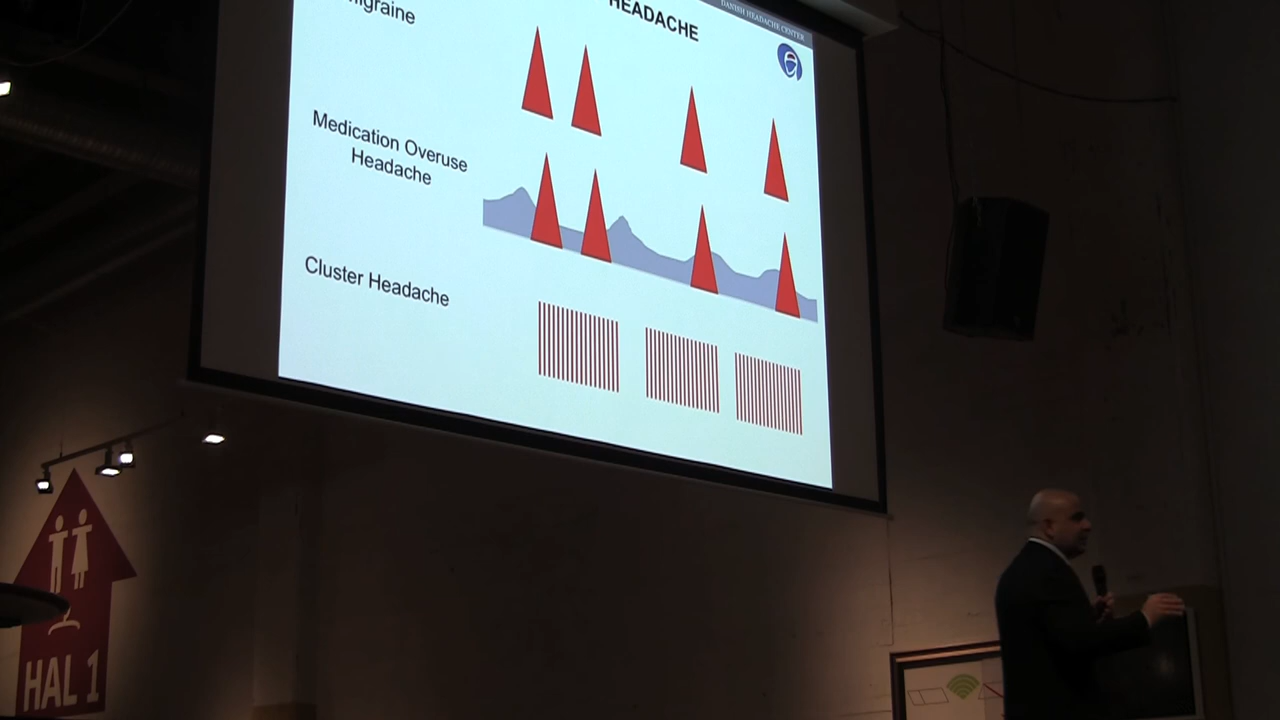 HEADACHE
DANISH HEADACHE CENTER
Medication Overuse
Headache
Cluster Headache
HAL 1